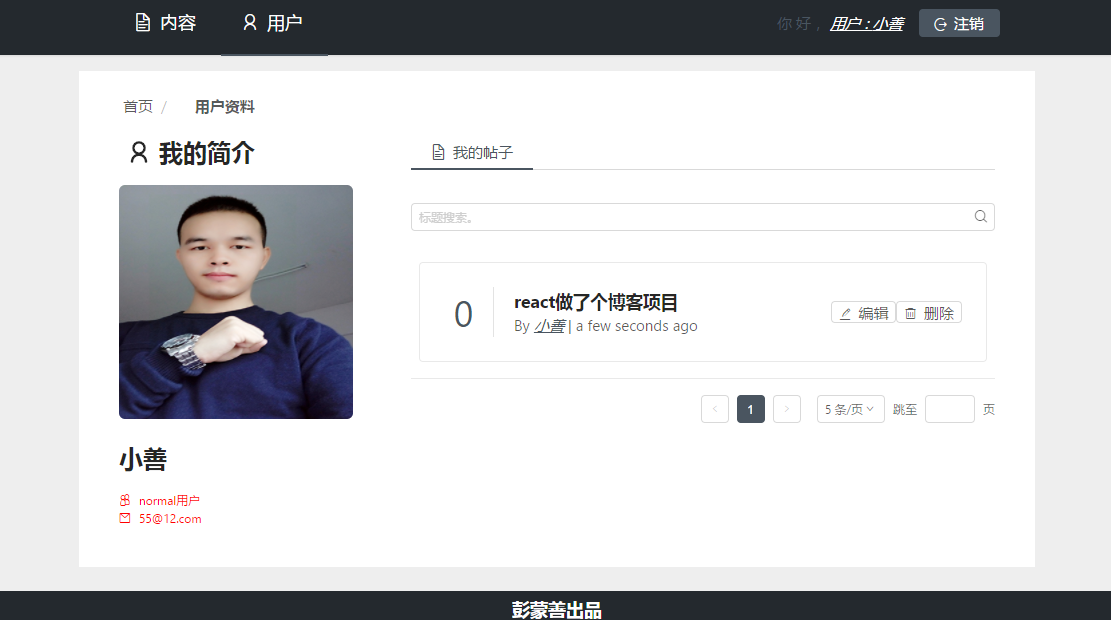 内容 用户 你好， 用户：小善 注销
首页 / 用户资料
我的简介
我的帖子
标题搜索。
0
react做了个博客项目
By 小善 | a few seconds ago
编辑 删除
< 1 > 5 条/页 跳至 页
小善
normal用户
55@12.com
彭蒙善出品